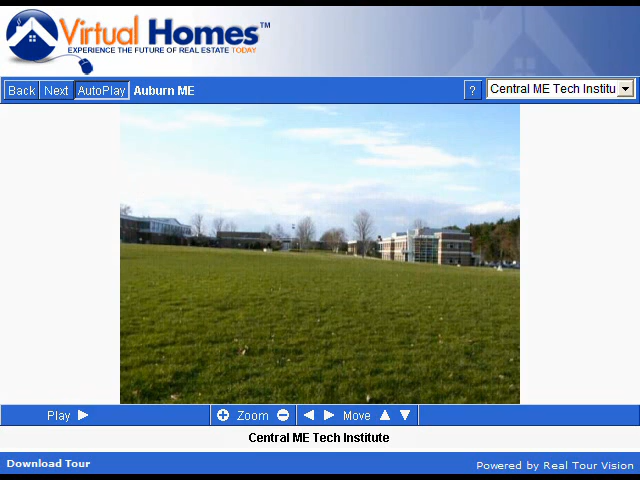 Virtual Homes™
EXPERIENCE THE FUTURE OF REAL ESTATE TODAY
Back Next AutoPlay Auburn ME ? Central ME Tech Institu
Play Zoom Move
Central ME Tech Institute
Download Tour Powered by Real Tour Vision